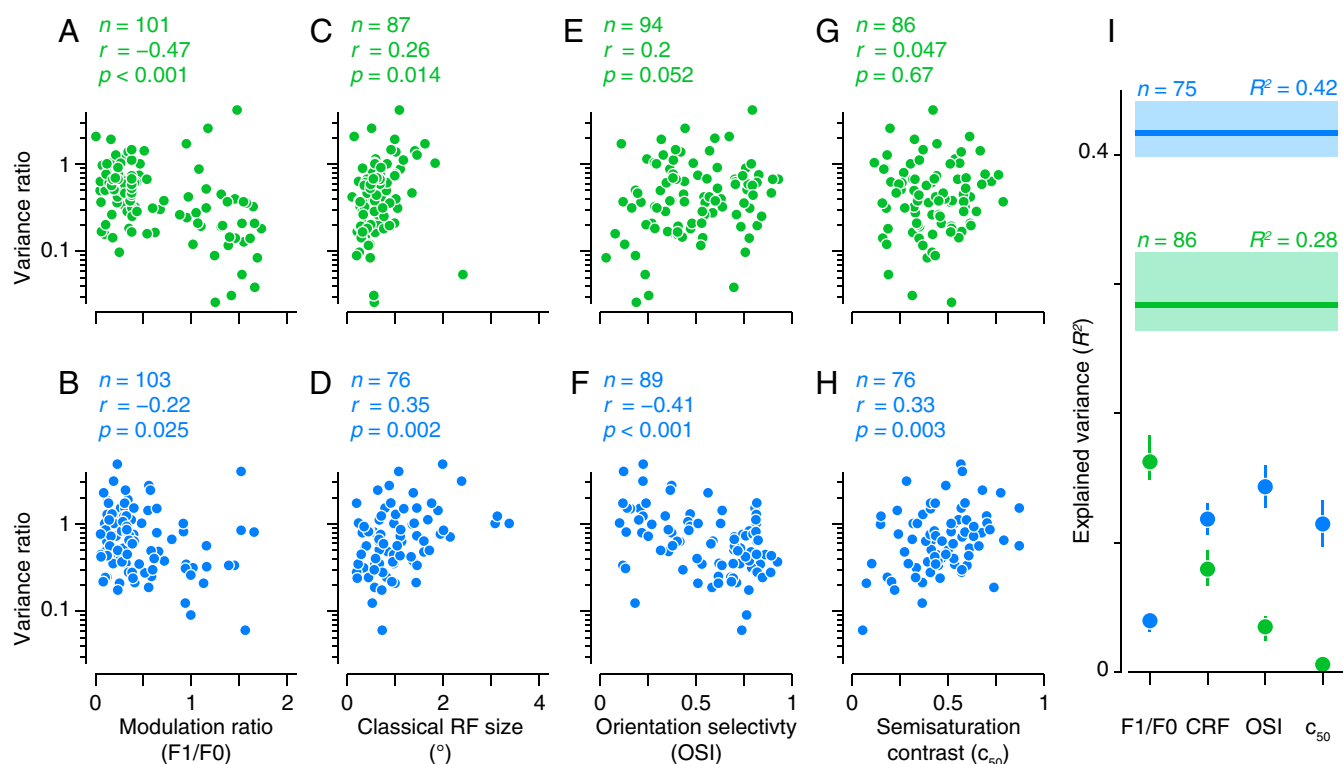 A
n = 101
r = −0.47
p < 0.001
C
n = 87
r = 0.26
p = 0.014
E
n = 94
r = 0.2
p = 0.052
G
n = 86
r = 0.047
p = 0.67
I
Variance ratio
1
0.1
0
1
2
0
2
4
0
0.5
1
0
0.5
1
B
n = 103
r = −0.22
p = 0.025
D
n = 76
r = 0.35
p = 0.002
F
n = 89
r = −0.41
p < 0.001
H
n = 76
r = 0.33
p = 0.003
Variance ratio
1
0.1
Modulation ratio
(F1/F0)
Classical RF size
(°)
Orientation selectivty
(OSI)
Semisaturation
contrast (c50)
Explained variance (R²)
0.4
0
n = 75 R² = 0.42
n = 86 R² = 0.28
F1/F0 CRF OSI c50